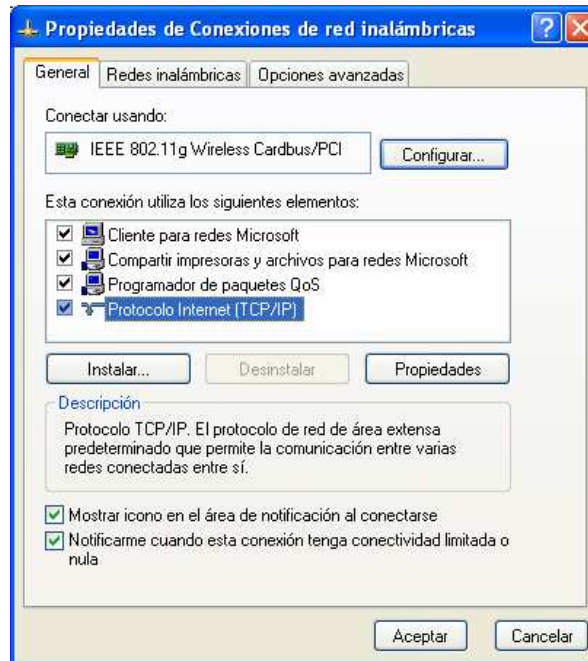 Propiedades de Conexiones de red inalámbricas
General
Redes inalámbricas
Opciones avanzadas
Conectar usando:
IEEE 802.11g Wireless Cardbus/PCI
Configurar...
Esta conexión utiliza los siguientes elementos:
Cliente para redes Microsoft
Compartir impresoras y archivos para redes Microsoft
Programador de paquetes QoS
Protocolo Internet (TCP/IP)
Instalar...
Desinstalar
Propiedades
Descripción
Protocolo TCP/IP. El protocolo de red de área extensa
predeterminado que permite la comunicación entre varias
redes conectadas entre sí.
Mostrar icono en el área de notificación al conectarse
Notificarme cuando esta conexión tenga conectividad limitada o
nula
Aceptar
Cancelar